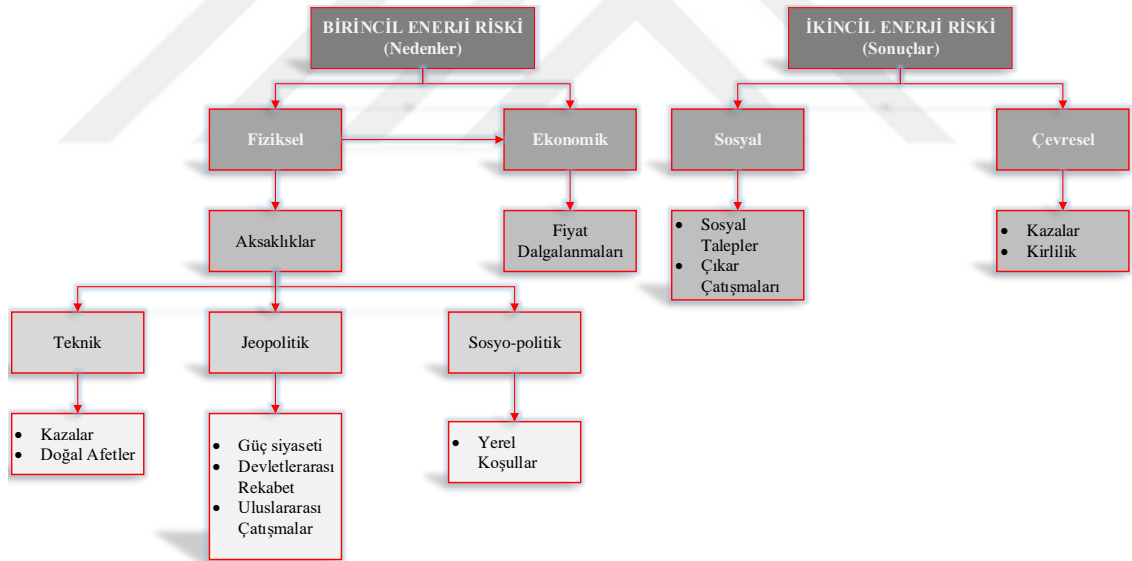 BİRİNCİL ENERJİ RİSKİ
(Nedenler)
İKİNCİL ENERJİ RİSKİ
(Sonuçlar)
Fiziksel
Ekonomik
Sosyal
Çevresel
Aksaklıklar
Fiyat
Dalgalanmaları
• Sosyal
Talepler
• Çıkar
Çatışmaları
• Kazalar
• Kirlilik
Teknik
Jeopolitik
Sosyo-politik
• Kazalar
• Doğal Afetler
• Güç siyaseti
• Devletlerarası
Rekabet
• Uluslararası
Çatışmalar
• Yerel
Koşullar